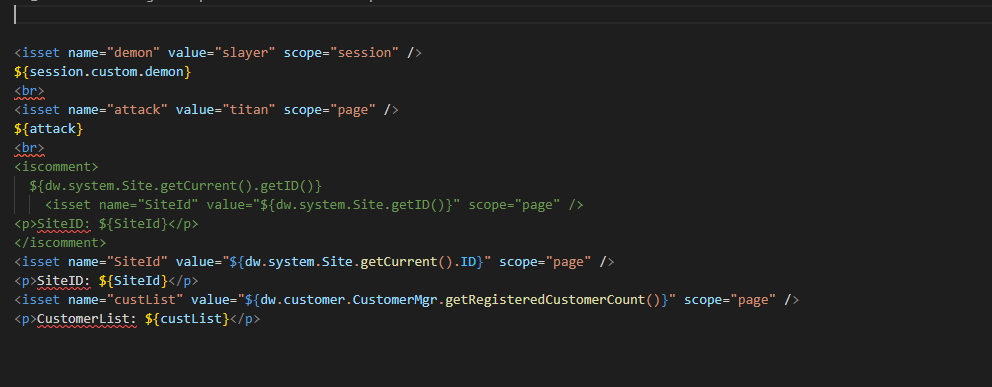 <isset name="demon" value="slayer" scope="session" />
${session.custom.demon}
<br>
<isset name="attack" value="titan" scope="page" />
${attack}
<br>
<iscomment>
${dw.system.Site.getCurrent().getID()}
<isset name="SiteId" value="${dw.system.Site.getID()}" scope="page" />
<p>SiteID: ${SiteId}</p>
</iscomment>
<isset name="SiteId" value="${dw.system.Site.getCurrent().ID}" scope="page" />
<p>SiteID: ${SiteId}</p>
<isset name="custList" value="${dw.customer.CustomerMgr.getRegisteredCustomerCount()}" scope="page" />
<p>CustomerList: ${custList}</p>